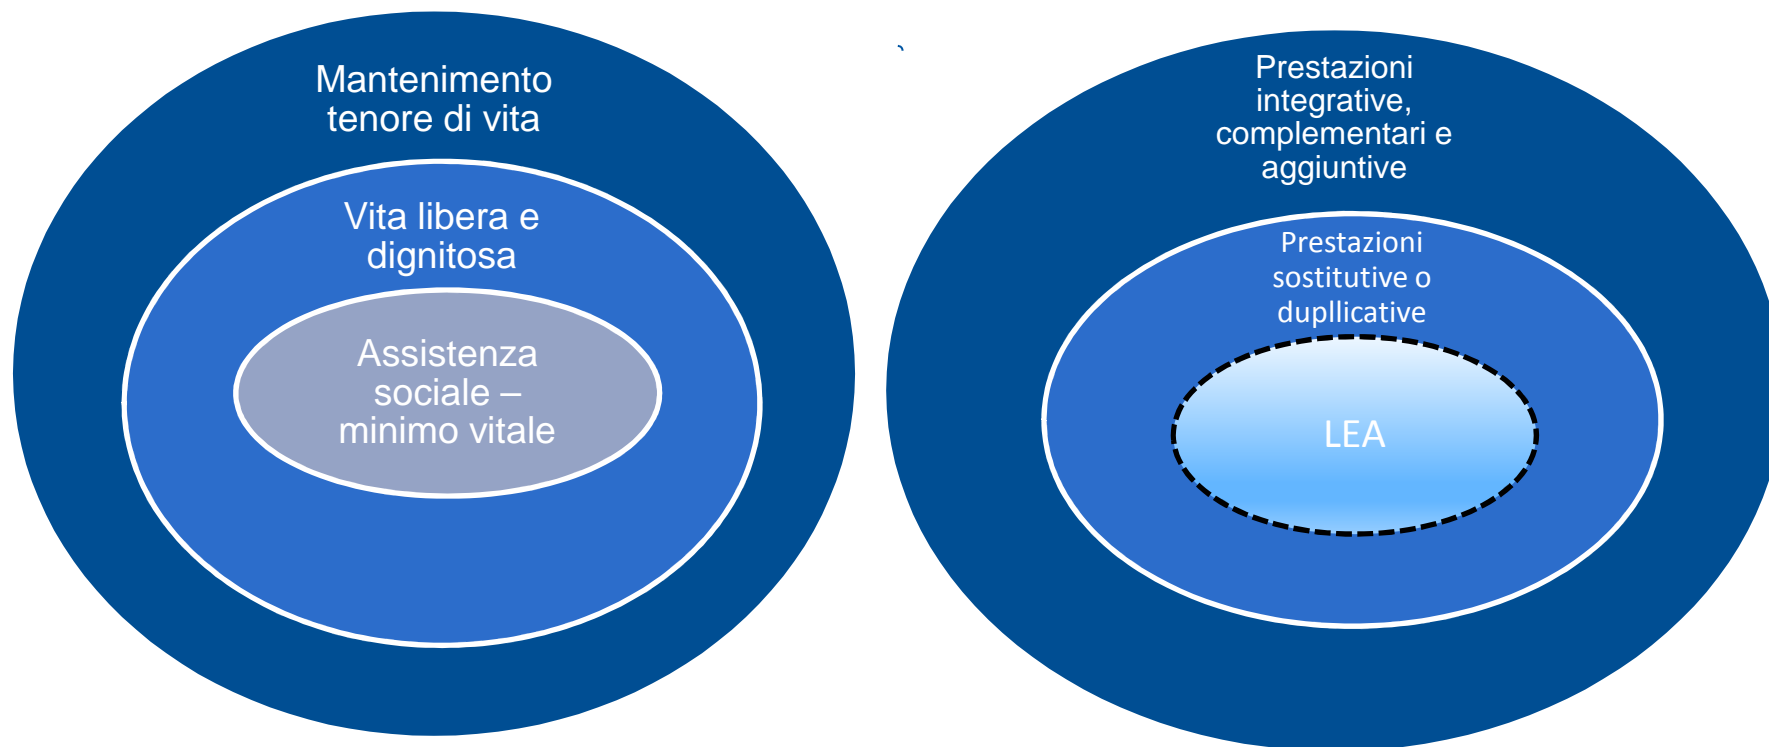 Mantenimento
tenore di vita
Vita libera e
dignitosa
Assistenza
sociale –
minimo vitale
Prestazioni
integrative,
complementari e
aggiuntive
Prestazioni
sostitutive o
dupllicative
LEA